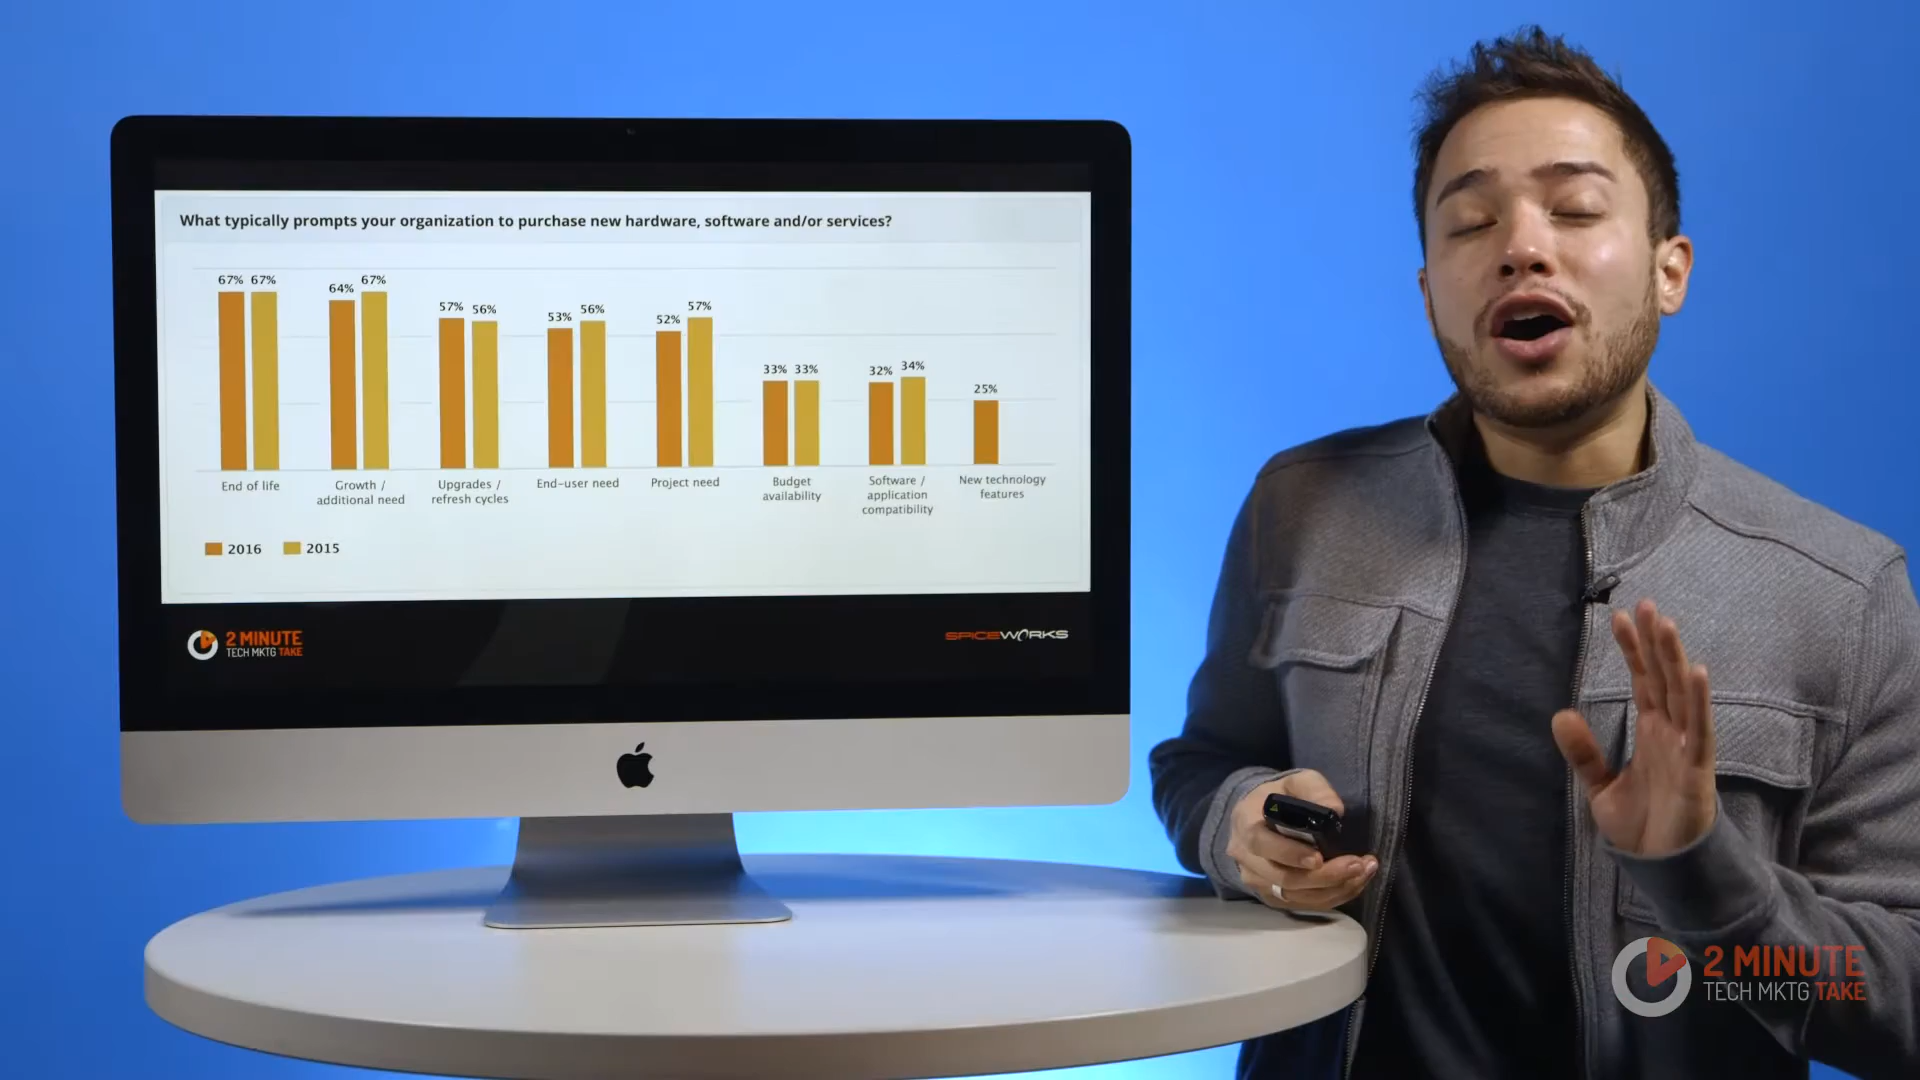 What typically prompts your organization to purchase new hardware, software and/or services?
67% 67%
64% 67%
57% 56%
53% 56%
52% 57%
33% 33%
32% 34%
25%
End of life
Growth /
additional need
Upgrades /
refresh cycles
End-user need
Project need
Budget
availability
Software /
application
compatibility
New technology
features
2016 2015
2 MINUTE
TECH MKTG TAKE
SPICEWORKS
2 MINUTE
TECH MKTG TAKE